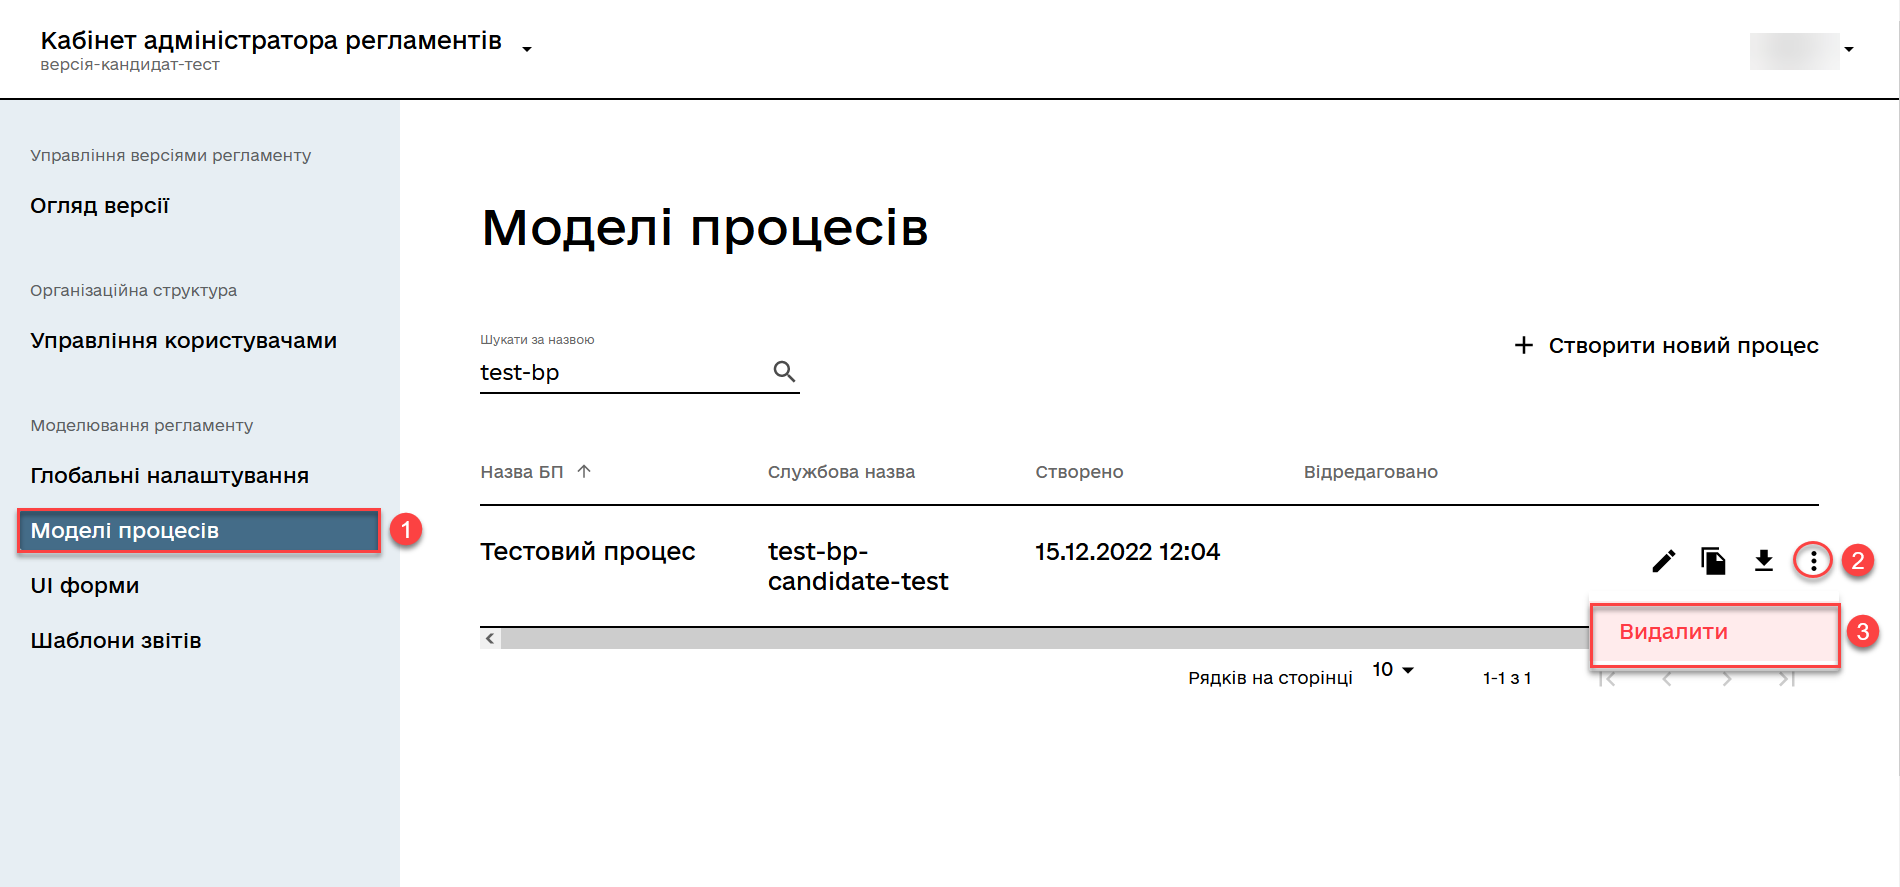 Кабінет адміністратора регламентів
версія-кандидат-тест
Управління версіями регламенту
Огляд версії
Організаційна структура
Управління користувачами
Моделювання регламенту
Глобальні налаштування
Моделі процесів
1
UI форми
Шаблони звітів
Моделі процесів
Шукати за назвою
test-bp
+ Створити новий процес
Назва БП ↑ Службова назва Створено Відредаговано
Тестовий процес test-bp- 15.12.2022 12:04
candidate-test
2
Видалити
3
Рядків на сторінці 10 1-1 з 1